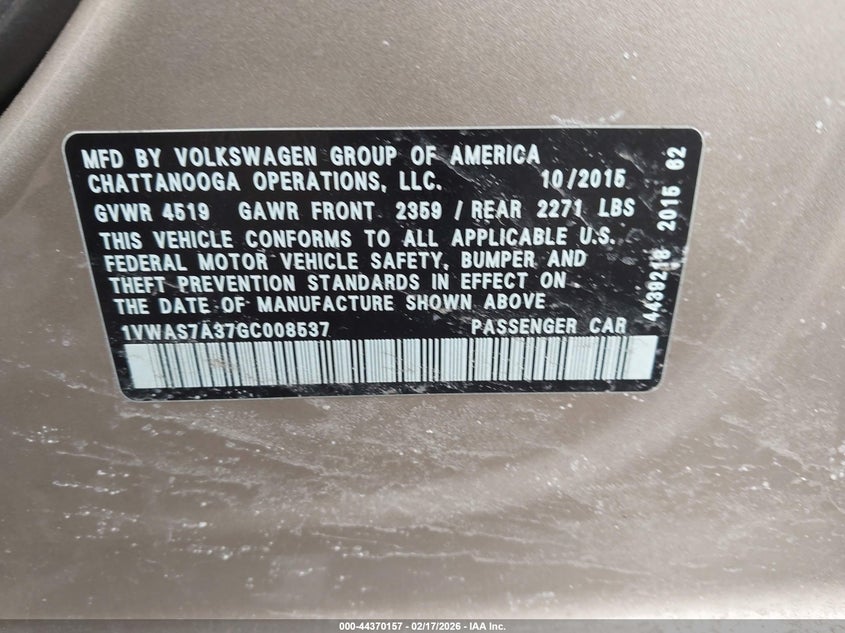 MFD BY VOLKSWAGEN GROUP OF AMERICA
CHATTANOOGA OPERATIONS, LLC. 10/2015
GVWR 4519 GAWR FRONT 2359 / REAR 2271 LBS
THIS VEHICLE CONFORMS TO ALL APPLICABLE U.S.
FEDERAL MOTOR VEHICLE SAFETY, BUMPER AND
THEFT PREVENTION STANDARDS IN EFFECT ON
THE DATE OF MANUFACTURE SHOWN ABOVE
1VWAS7A37GC008537 PASSENGER CAR
4439218 2015 62
000-44370157 - 02/17/2026 - IAA Inc.